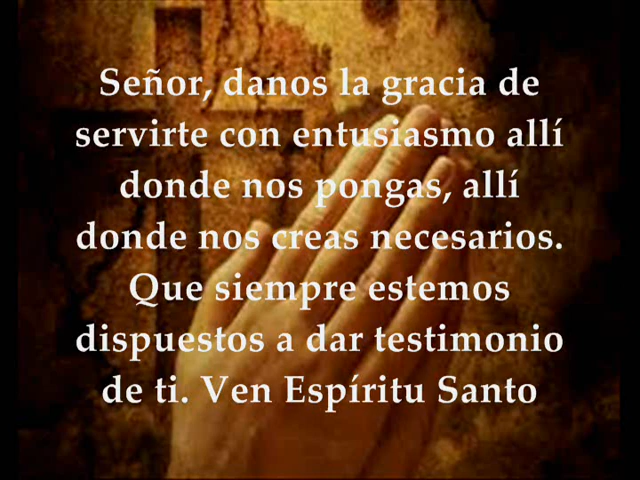 Señor, danos la gracia de
servirte con entusiasmo allí
donde nos pongas, allí
donde nos creas necesarios.
Que siempre estemos
dispuestos a dar testimonio
de ti. Ven Espíritu Santo